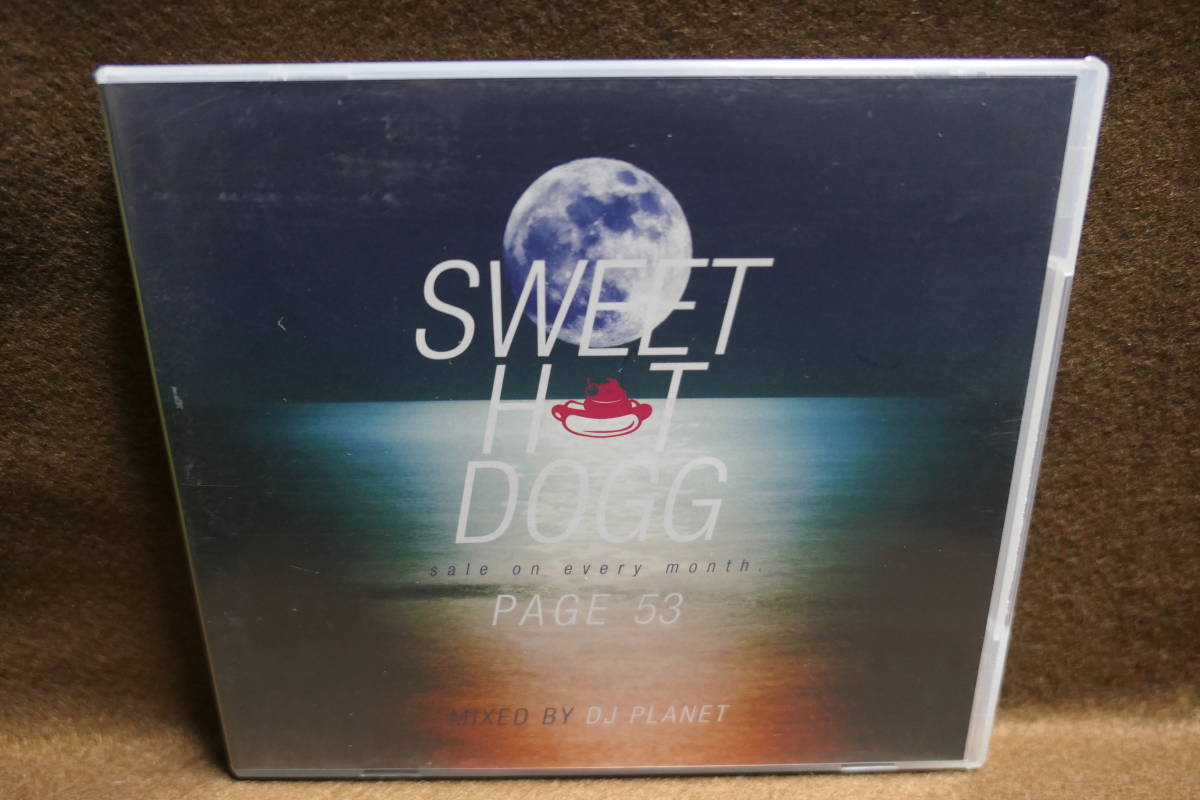 SWEET
HOT
DOGG
sale on every month.
PAGE 53
MIXED BY DJ PLANET